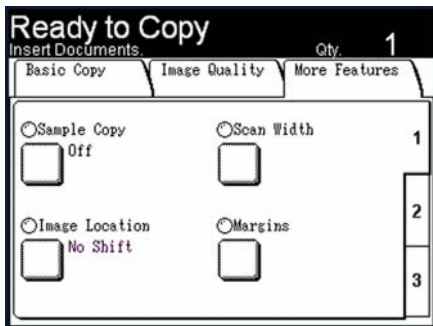 Ready to Copy
Insert Documents.
Qty. 1
Basic Copy Image Quality More Features
Sample Copy
Off
Scan Width
1
Image Location
No Shift
Margins
2
3